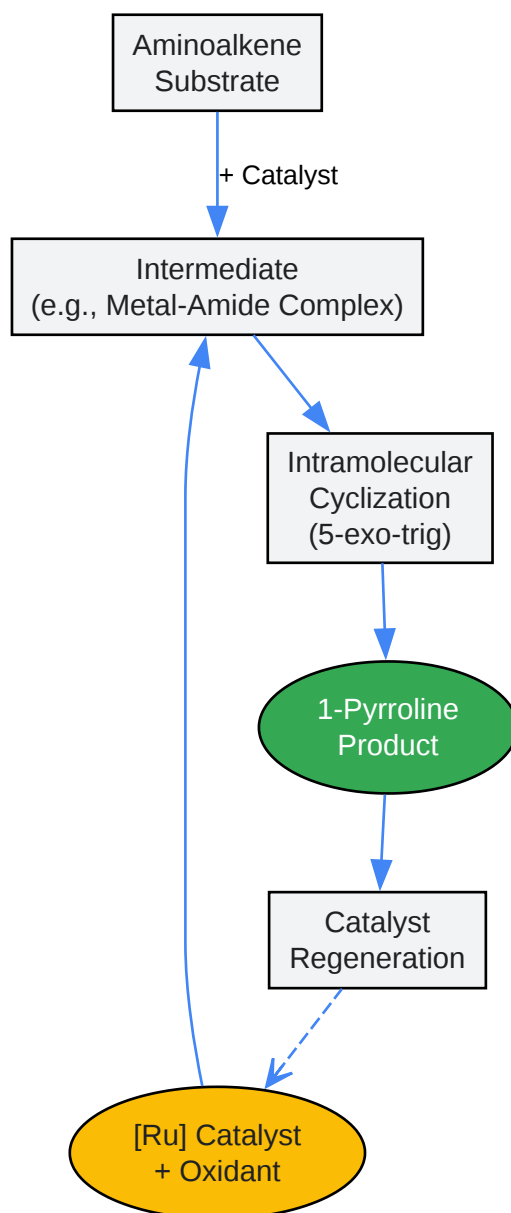 Aminoalkene
Substrate
+ Catalyst
Intermediate
(e.g., Metal-Amide Complex)
Intramolecular
Cyclization
(5-exo-trig)
1-Pyrroline
Product
Catalyst
Regeneration
[Ru] Catalyst
+ Oxidant